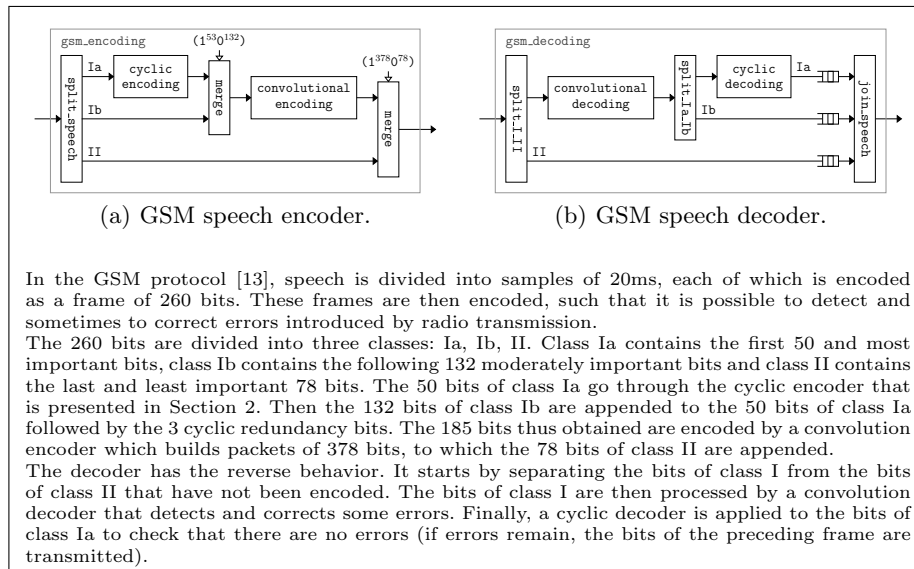 gsm_encoding
(1^{53}0^{132})
(1^{378}0^{78})
split_speech
Ia
cyclic
encoding
merge
convolutional
encoding
merge
Ib
II
(a) GSM speech encoder.
gsm_decoding
split_I_II
convolutional
decoding
split_Ia_Ib
cyclic
decoding
Ia
join_speech
Ib
II
(b) GSM speech decoder.
In the GSM protocol [13], speech is divided into samples of 20ms, each of which is encoded
as a frame of 260 bits. These frames are then encoded, such that it is possible to detect and
sometimes to correct errors introduced by radio transmission.
The 260 bits are divided into three classes: Ia, Ib, II. Class Ia contains the first 50 and most
important bits, class Ib contains the following 132 moderately important bits and class II contains
the last and least important 78 bits. The 50 bits of class Ia go through the cyclic encoder that
is presented in Section 2. Then the 132 bits of class Ib are appended to the 50 bits of class Ia
followed by the 3 cyclic redundancy bits. The 185 bits thus obtained are encoded by a convolution
encoder which builds packets of 378 bits, to which the 78 bits of class II are appended.
The decoder has the reverse behavior. It starts by separating the bits of class I from the bits
of class II that have not been encoded. The bits of class I are then processed by a convolution
decoder that detects and corrects some errors. Finally, a cyclic decoder is applied to the bits of
class Ia to check that there are no errors (if errors remain, the bits of the preceding frame are
transmitted).